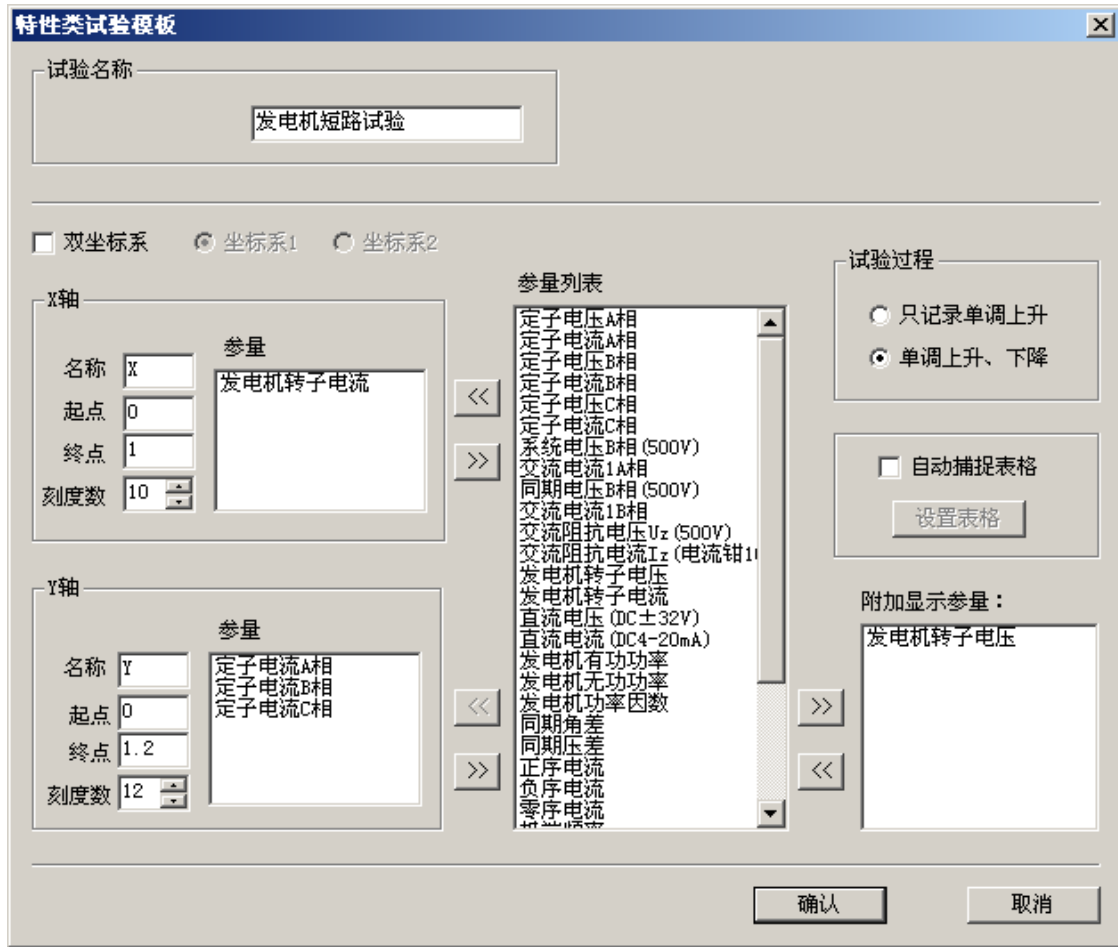 特性类试验模板
试验名称
发电机短路试验
双坐标系 坐标系1 坐标系2
X轴
名称 X
起点 0
终点 1
刻度数 10
参量
发电机转子电流
<<
>>
Y轴
名称 Y
起点 0
终点 1.2
刻度数 12
参量
定子电流A相
定子电流B相
定子电流C相
<<
>>
参量列表
定子电压A相
定子电流A相
定子电压B相
定子电流B相
定子电压C相
定子电流C相
系统电压B相(500V)
交流电流1A相
同期电压B相(500V)
交流电流1B相
交流阻抗电压Uz(500V)
交流阻抗电流Iz(电流钳1
发电机转子电压
发电机转子电流
直流电压(DC±32V)
直流电流(DC4-20mA)
发电机有功功率
发电机无功功率
发电机功率因数
同期角差
同期压差
正序电流
负序电流
零序电流
>>
<<
试验过程
只记录单调上升
单调上升、下降
自动捕捉表格
设置表格
附加显示参量：
发电机转子电压
确认 取消